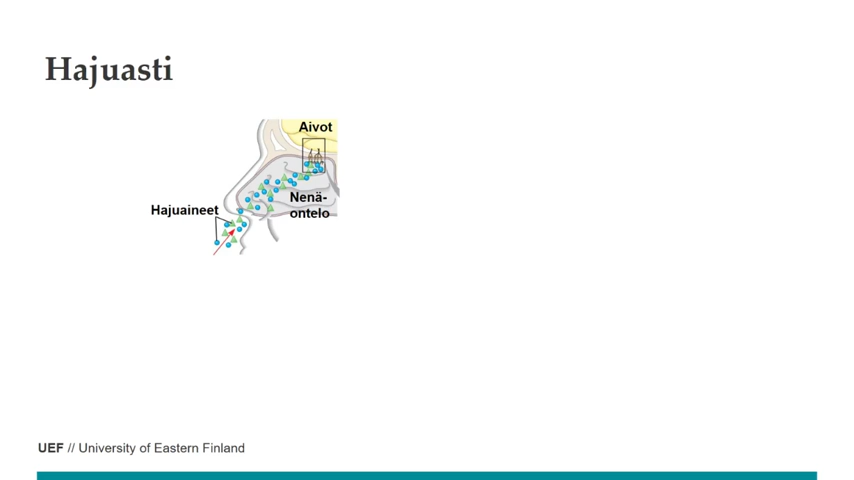 Hajuasti
Aivot
Nenä-
ontelo
Hajuaineet
UEF // University of Eastern Finland